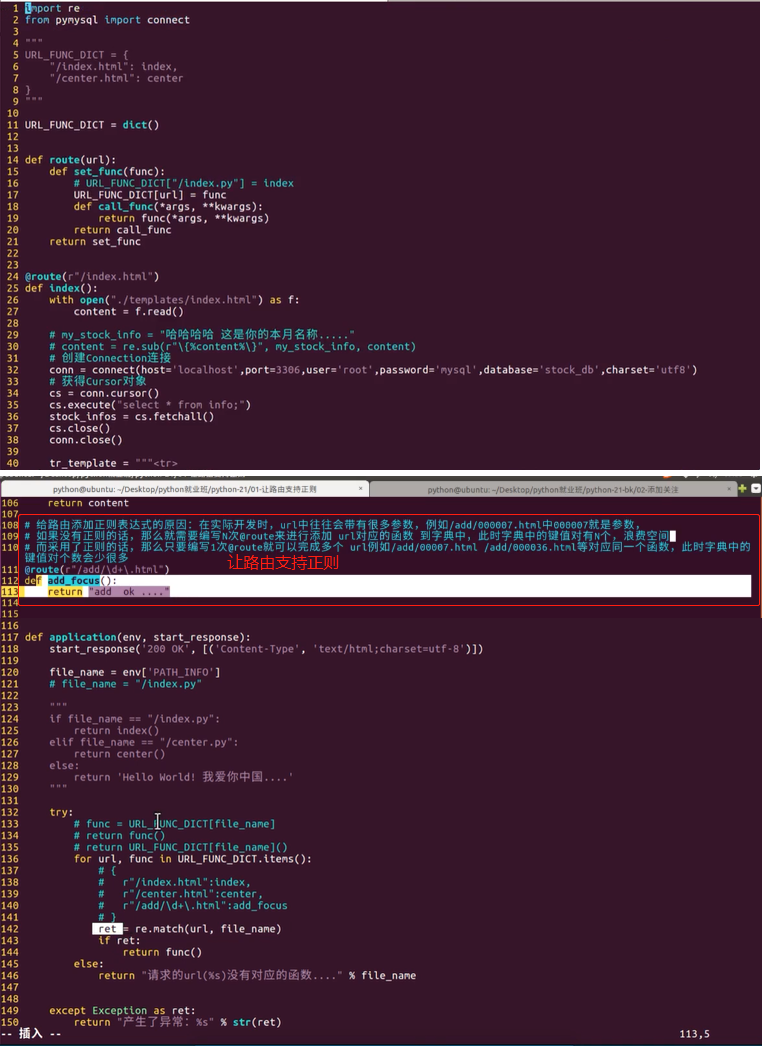 1 import re
2 from pymysql import connect
3
4 """
5 URL_FUNC_DICT = {
6     "/index.html": index,
7     "/center.html": center
8 }
9 """
10
11 URL_FUNC_DICT = dict()
12
13
14 def route(url):
15     def set_func(func):
16         # URL_FUNC_DICT["/index.py"] = index
17         URL_FUNC_DICT[url] = func
18         def call_func(*args, **kwargs):
19             return func(*args, **kwargs)
20         return call_func
21     return set_func
22
23
24 @route(r"/index.html")
25 def index():
26     with open("./templates/index.html") as f:
27         content = f.read()
28
29     # my_stock_info = "哈哈哈哈 这是你的本月名称....."
30     # content = re.sub(r"\{%content%\}", my_stock_info, content)
31     # 创建Connection连接
32     conn = connect(host='localhost',port=3306,user='root',password='mysql',database='stock_db',charset='utf8')
33     # 获得Cursor对象
34     cs = conn.cursor()
35     cs.execute("select * from info;")
36     stock_infos = cs.fetchall()
37     cs.close()
38     conn.close()
39
40     tr_template = """<tr>
python@ubuntu: ~/Desktop/python就业班/python-21/01-让路由支持正则 × python@ubuntu: ~/Desktop/python就业班/python-21-bk/02-添加关注 ×
106     return content
107
108 # 给路由添加正则表达式的原因：在实际开发时，url中往往会带有很多参数，例如/add/000007.html中000007就是参数，
109 # 如果没有正则的话，那么就需要编写N次@route来进行添加 url对应的函数 到字典中，此时字典中的键值对有N个，浪费空间
110 # 而采用了正则的话，那么只要编写1次@route就可以完成多个 url例如/add/00007.html /add/000036.html等对应同一个函数，此时字典中的
键值对个数会少很多
让路由支持正则
111 @route(r"/add/\d+\.html")
112 def add_focus():
113     return "add  ok ...."
114
115
116
117 def application(env, start_response):
118     start_response('200 OK', [('Content-Type', 'text/html;charset=utf-8')])
119
120     file_name = env['PATH_INFO']
121     # file_name = "/index.py"
122
123     """
124     if file_name == "/index.py":
125         return index()
126     elif file_name == "/center.py":
127         return center()
128     else:
129         return 'Hello World! 我爱你中国....'
130     """
131
132     try:
133         # func = URL_FUNC_DICT[file_name]
134         # return func()
135         # return URL_FUNC_DICT[file_name]()
136         for url, func in URL_FUNC_DICT.items():
137             # {
138             #   r"/index.html":index,
139             #   r"/center.html":center,
140             #   r"/add/\d+\.html":add_focus
141             # }
142             ret = re.match(url, file_name)
143             if ret:
144                 return func()
145         else:
146             return "请求的url(%s)没有对应的函数...." % file_name
147
148
149     except Exception as ret:
150         return "产生了异常: %s" % str(ret)
-- 插入 -- 113,5